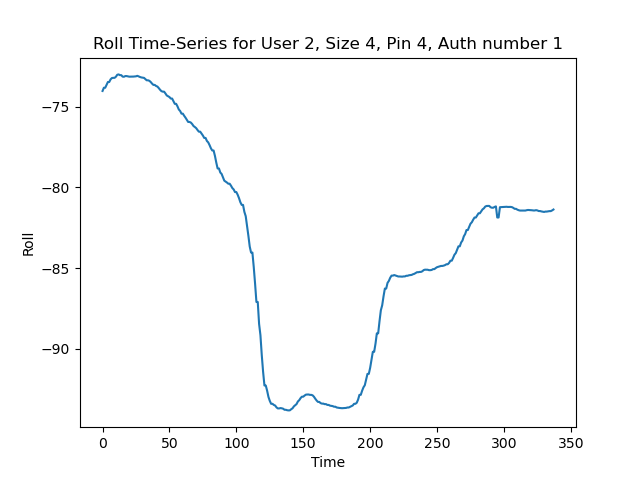 Roll Time-Series for User 2, Size 4, Pin 4, Auth number 1
−75
−80
−85
−90
Roll
0 50 100 150 200 250 300 350
Time